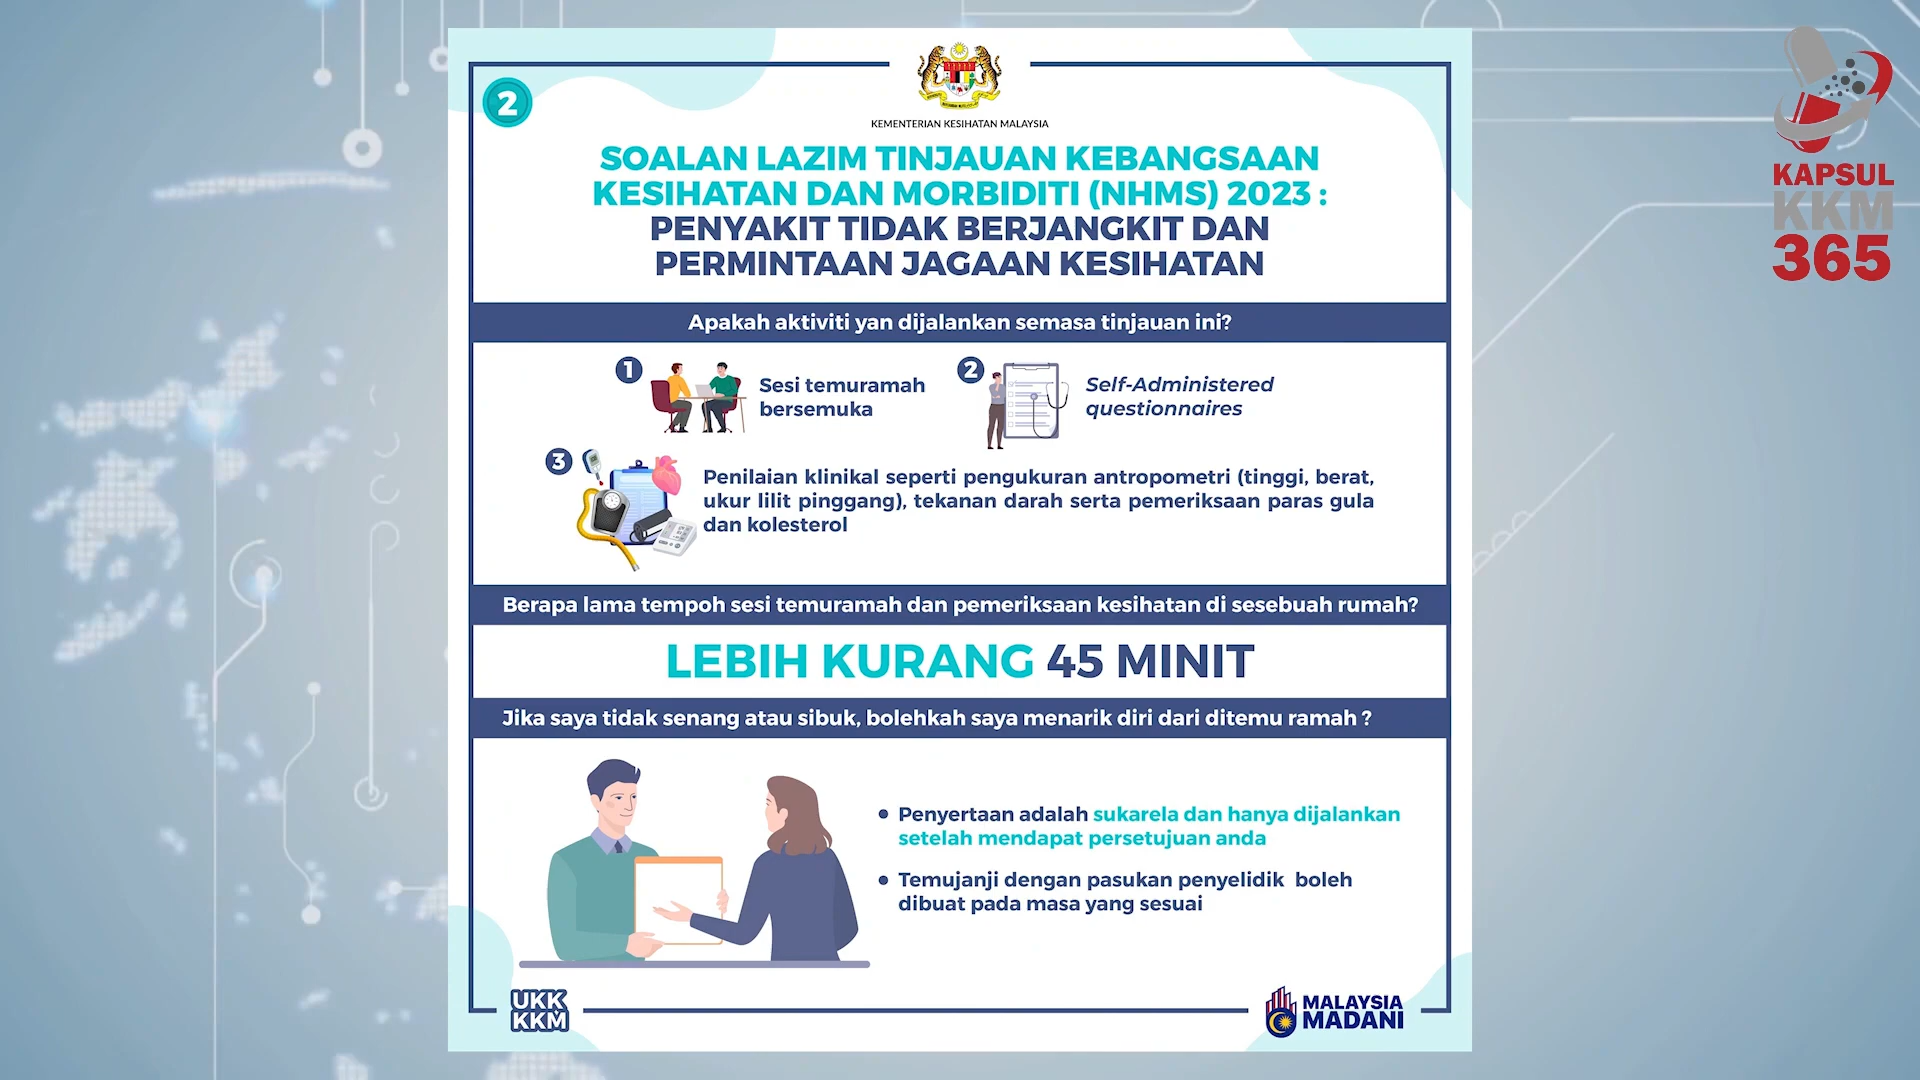 2
KEMENTERIAN KESIHATAN MALAYSIA
SOALAN LAZIM TINJAUAN KEBANGSAAN
KESIHATAN DAN MORBIDITI (NHMS) 2023 :
PENYAKIT TIDAK BERJANGKIT DAN
PERMINTAAN JAGAAN KESIHATAN
Apakah aktiviti yan dijalankan semasa tinjauan ini?
1
Sesi temuramah
bersemuka
2
Self-Administered
questionnaires
3
Penilaian klinikal seperti pengukuran antropometri (tinggi, berat,
ukur lilit pinggang), tekanan darah serta pemeriksaan paras gula
dan kolesterol
Berapa lama tempoh sesi temuramah dan pemeriksaan kesihatan di sesebuah rumah?
LEBIH KURANG 45 MINIT
Jika saya tidak senang atau sibuk, bolehkah saya menarik diri dari ditemu ramah ?
• Penyertaan adalah sukarela dan hanya dijalankan
setelah mendapat persetujuan anda
• Temujanji dengan pasukan penyelidik boleh
dibuat pada masa yang sesuai
UKK
KKM
MALAYSIA
MADANI
KAPSUL
KKM
365